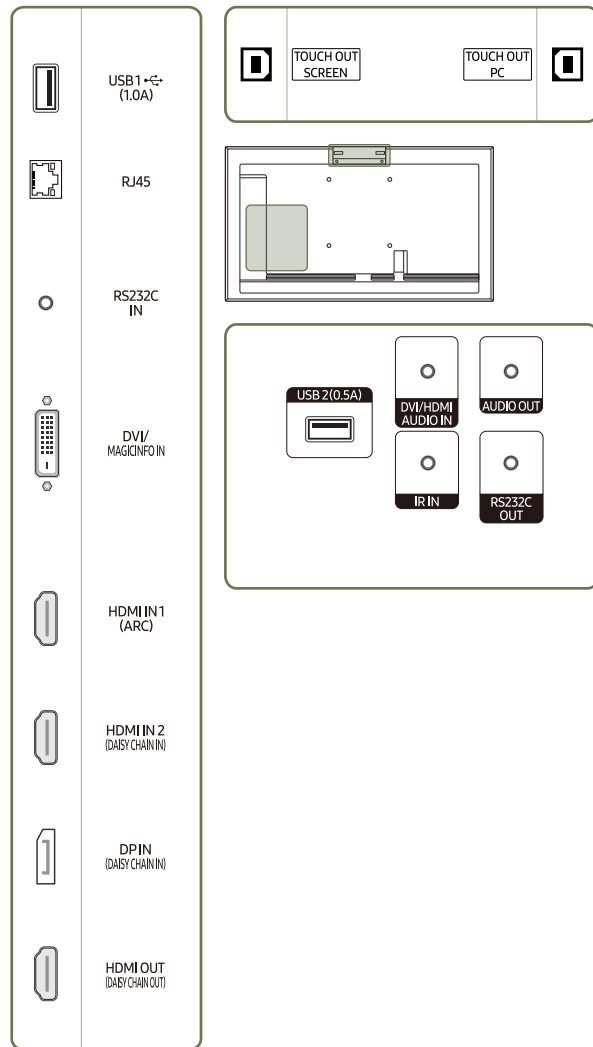 USB1
(1.0A)
RJ45
RS232C
IN
DVI/
MAGICINFO IN
HDMI IN 1
(ARC)
HDMI IN 2
(DAISY CHAIN IN)
DP IN
(DAISY CHAIN IN)
HDMI OUT
(DAISY CHAIN OUT)
TOUCH OUT
SCREEN
TOUCH OUT
PC
USB 2(0.5A)
DVI/HDMI
AUDIO IN
AUDIO OUT
IR IN
RS232C
OUT